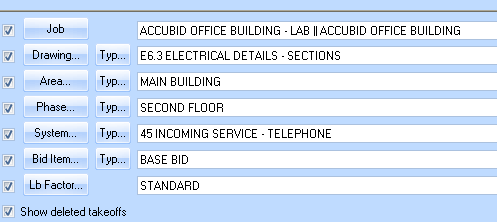 Job ACCUBID OFFICE BUILDING - LAB || ACCUBID OFFICE BUILDING
Drawing... Typ... E6.3 ELECTRICAL DETAILS - SECTIONS
Area... Typ... MAIN BUILDING
Phase... Typ... SECOND FLOOR
System... Typ... 45 INCOMING SERVICE - TELEPHONE
Bid Item... Typ... BASE BID
Lb Factor... STANDARD
Show deleted takeoffs